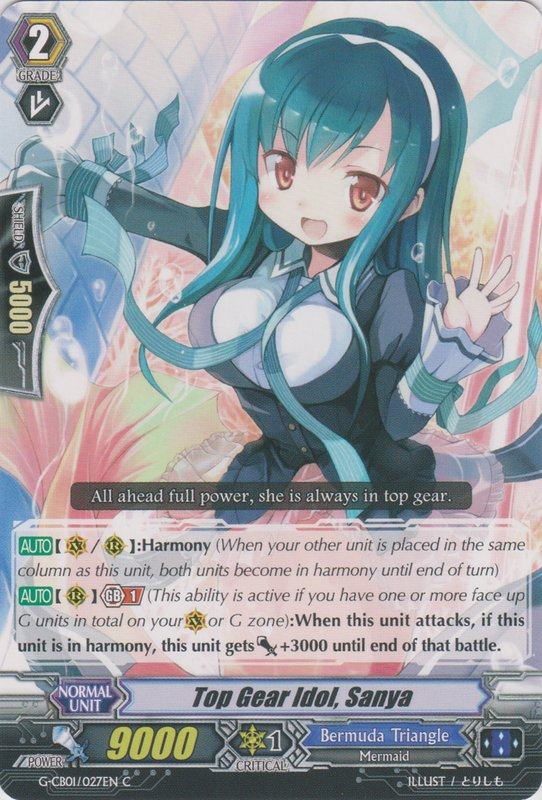 2
GRADE
SHIELD
5000
All ahead full power, she is always in top gear.
AUTO【 V / R 】:Harmony (When your other unit is placed in the same
column as this unit, both units become in harmony until end of turn)
AUTO【 R 】GB 1 (This ability is active if you have one or more face up
G units in total on your V or G zone):When this unit attacks, if this
unit is in harmony, this unit gets +3000 until end of that battle.
NORMAL
UNIT
Top Gear Idol, Sanya
POWER
9000
1
CRITICAL
Bermuda Triangle
Mermaid
G-CB01/027EN C
ILLUST / とりしも